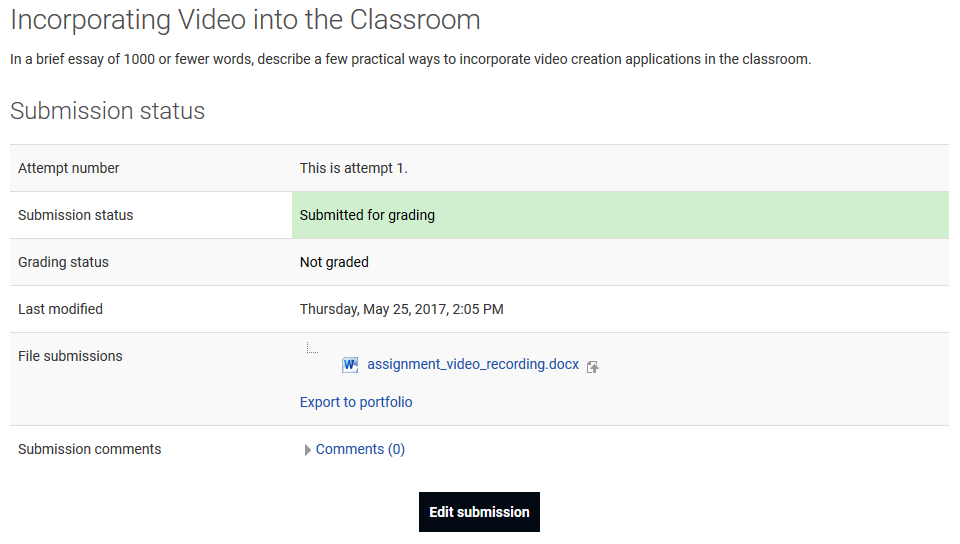 Incorporating Video into the Classroom
In a brief essay of 1000 or fewer words, describe a few practical ways to incorporate video creation applications in the classroom.
Submission status
Attempt number This is attempt 1.
Submission status Submitted for grading
Grading status Not graded
Last modified Thursday, May 25, 2017, 2:05 PM
File submissions
W assignment_video_recording.docx
Export to portfolio
Submission comments Comments (0)
Edit submission